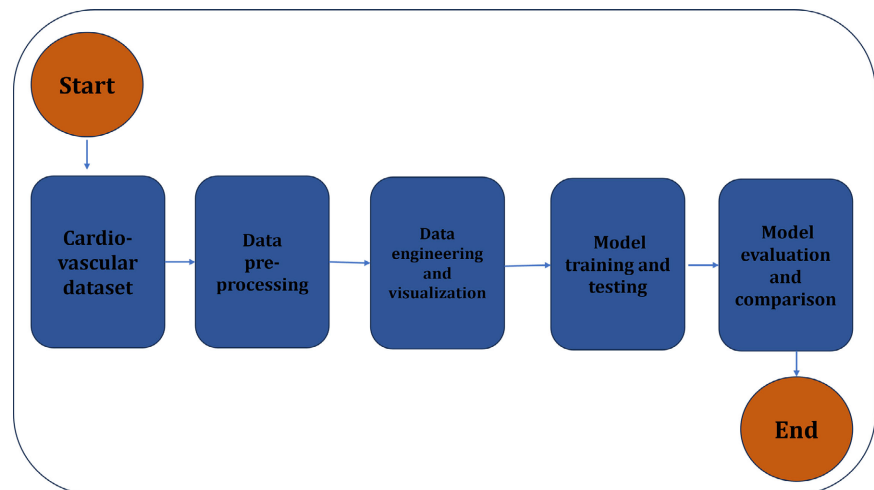 Start
Cardio-
vascular
dataset
Data
pre-
processing
Data
engineering
and
visualization
Model
training and
testing
Model
evaluation
and
comparison
End